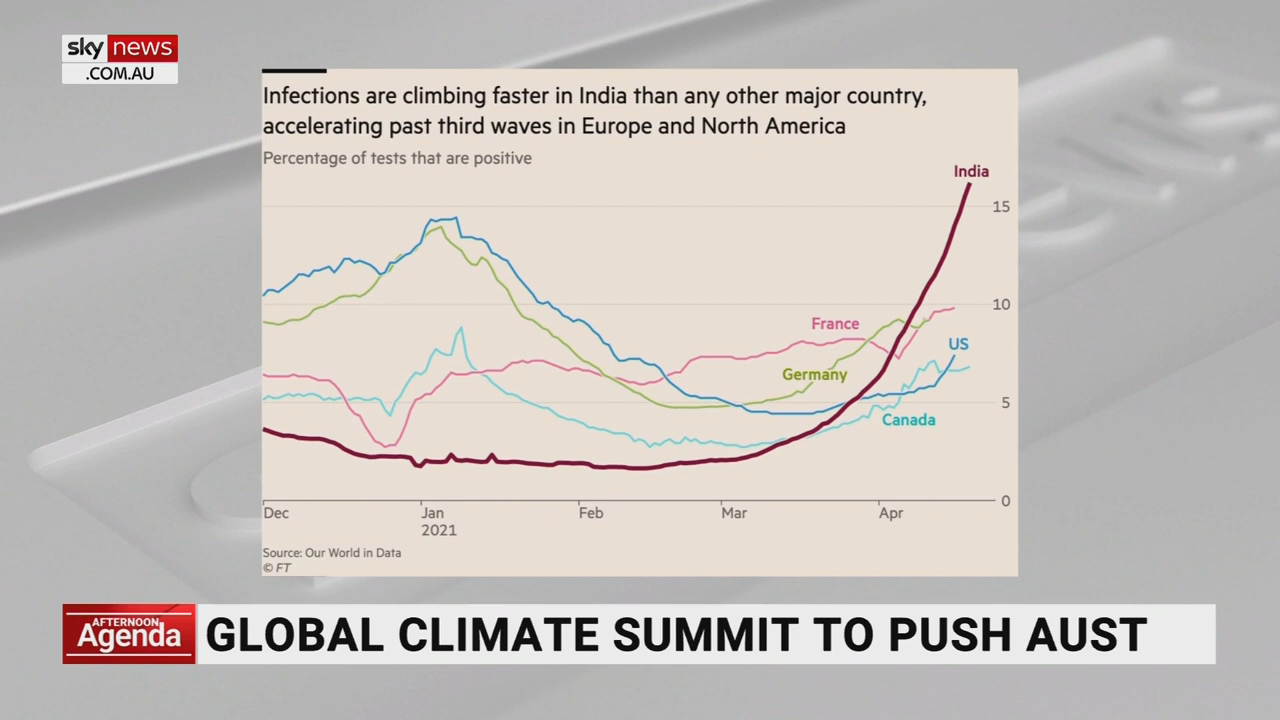 sky news
.COM.AU
Infections are climbing faster in India than any other major country,
accelerating past third waves in Europe and North America
Percentage of tests that are positive
India
15
10
France
US
Germany
5
Canada
0
Dec
Jan
Feb
Mar
Apr
2021
Source: Our World in Data
© FT
AFTERNOON
Agenda
GLOBAL CLIMATE SUMMIT TO PUSH AUST